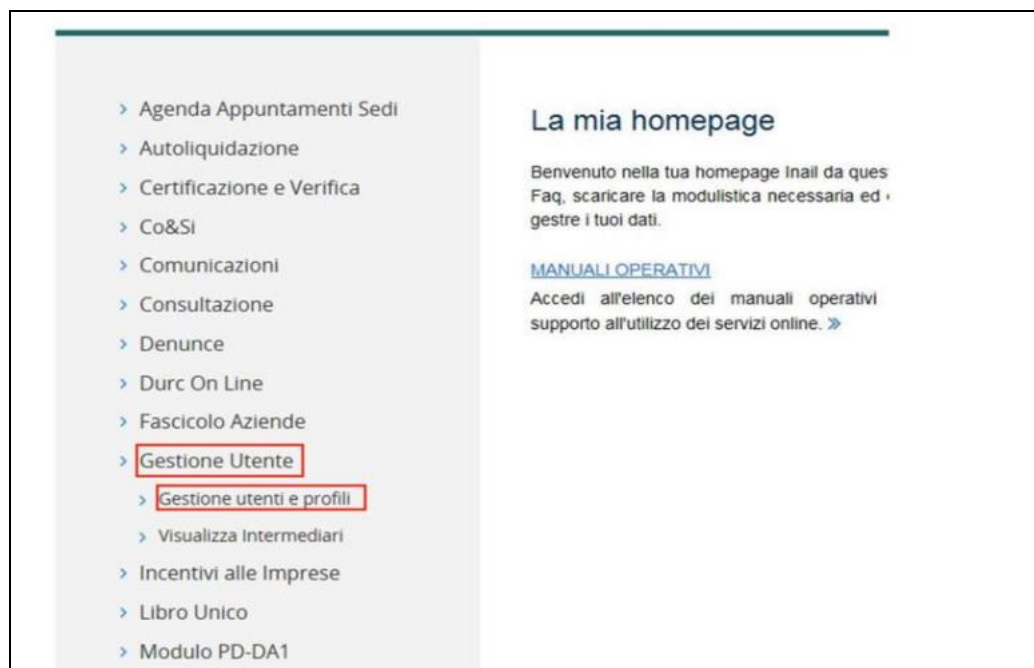 Agenda Appuntamenti Sedi
Autoliquidazione
Certificazione e Verifica
Co&Si
Comunicazioni
Consultazione
Denunce
Durc On Line
Fascicolo Aziende
Gestione Utente
Gestione utenti e profili
Visualizza Intermediari
Incentivi alle Imprese
Libro Unico
Modulo PD-DA1
La mia homepage
Benvenuto nella tua homepage Inail da ques
Faq, scaricare la modulistica necessaria ed
gestre i tuoi dati.
MANUALI OPERATIVI
Accedi all'elenco dei manuali operativi
supporto all'utilizzo dei servizi online. »